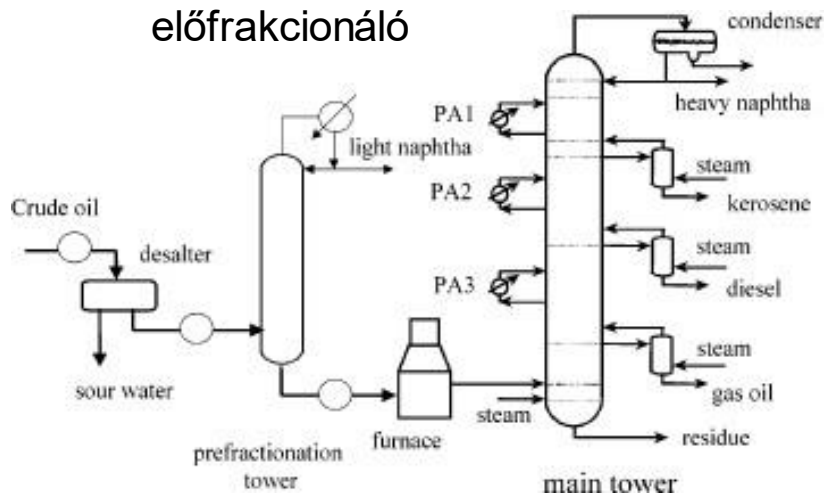 előfrakcionáló
condenser
heavy naphtha
PA1
light naphtha
steam
kerosene
PA2
Crude oil
desalter
steam
diesel
PA3
sour water
steam
gas oil
steam
furnace
residue
prefractionation
tower
main tower